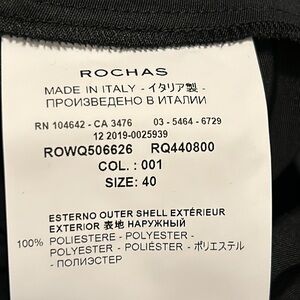 ROCHAS
MADE IN ITALY - イタリア製 -
ПРОИЗВЕДЕНО В ИТАЛИИ
RN 104642 - CA 3476 03 - 5464 - 6729
12 2019-0025939
ROWQ506626 RQ440800
COL. : 001
SIZE: 40
ESTERNO OUTER SHELL EXTÉRIEUR
EXTERIOR 表地 НАРУЖНЫЙ
100% POLIESTERE - POLYESTER -
POLYESTER - POLIÉSTER - ポリエステル
- ПОЛИЭСТЕР